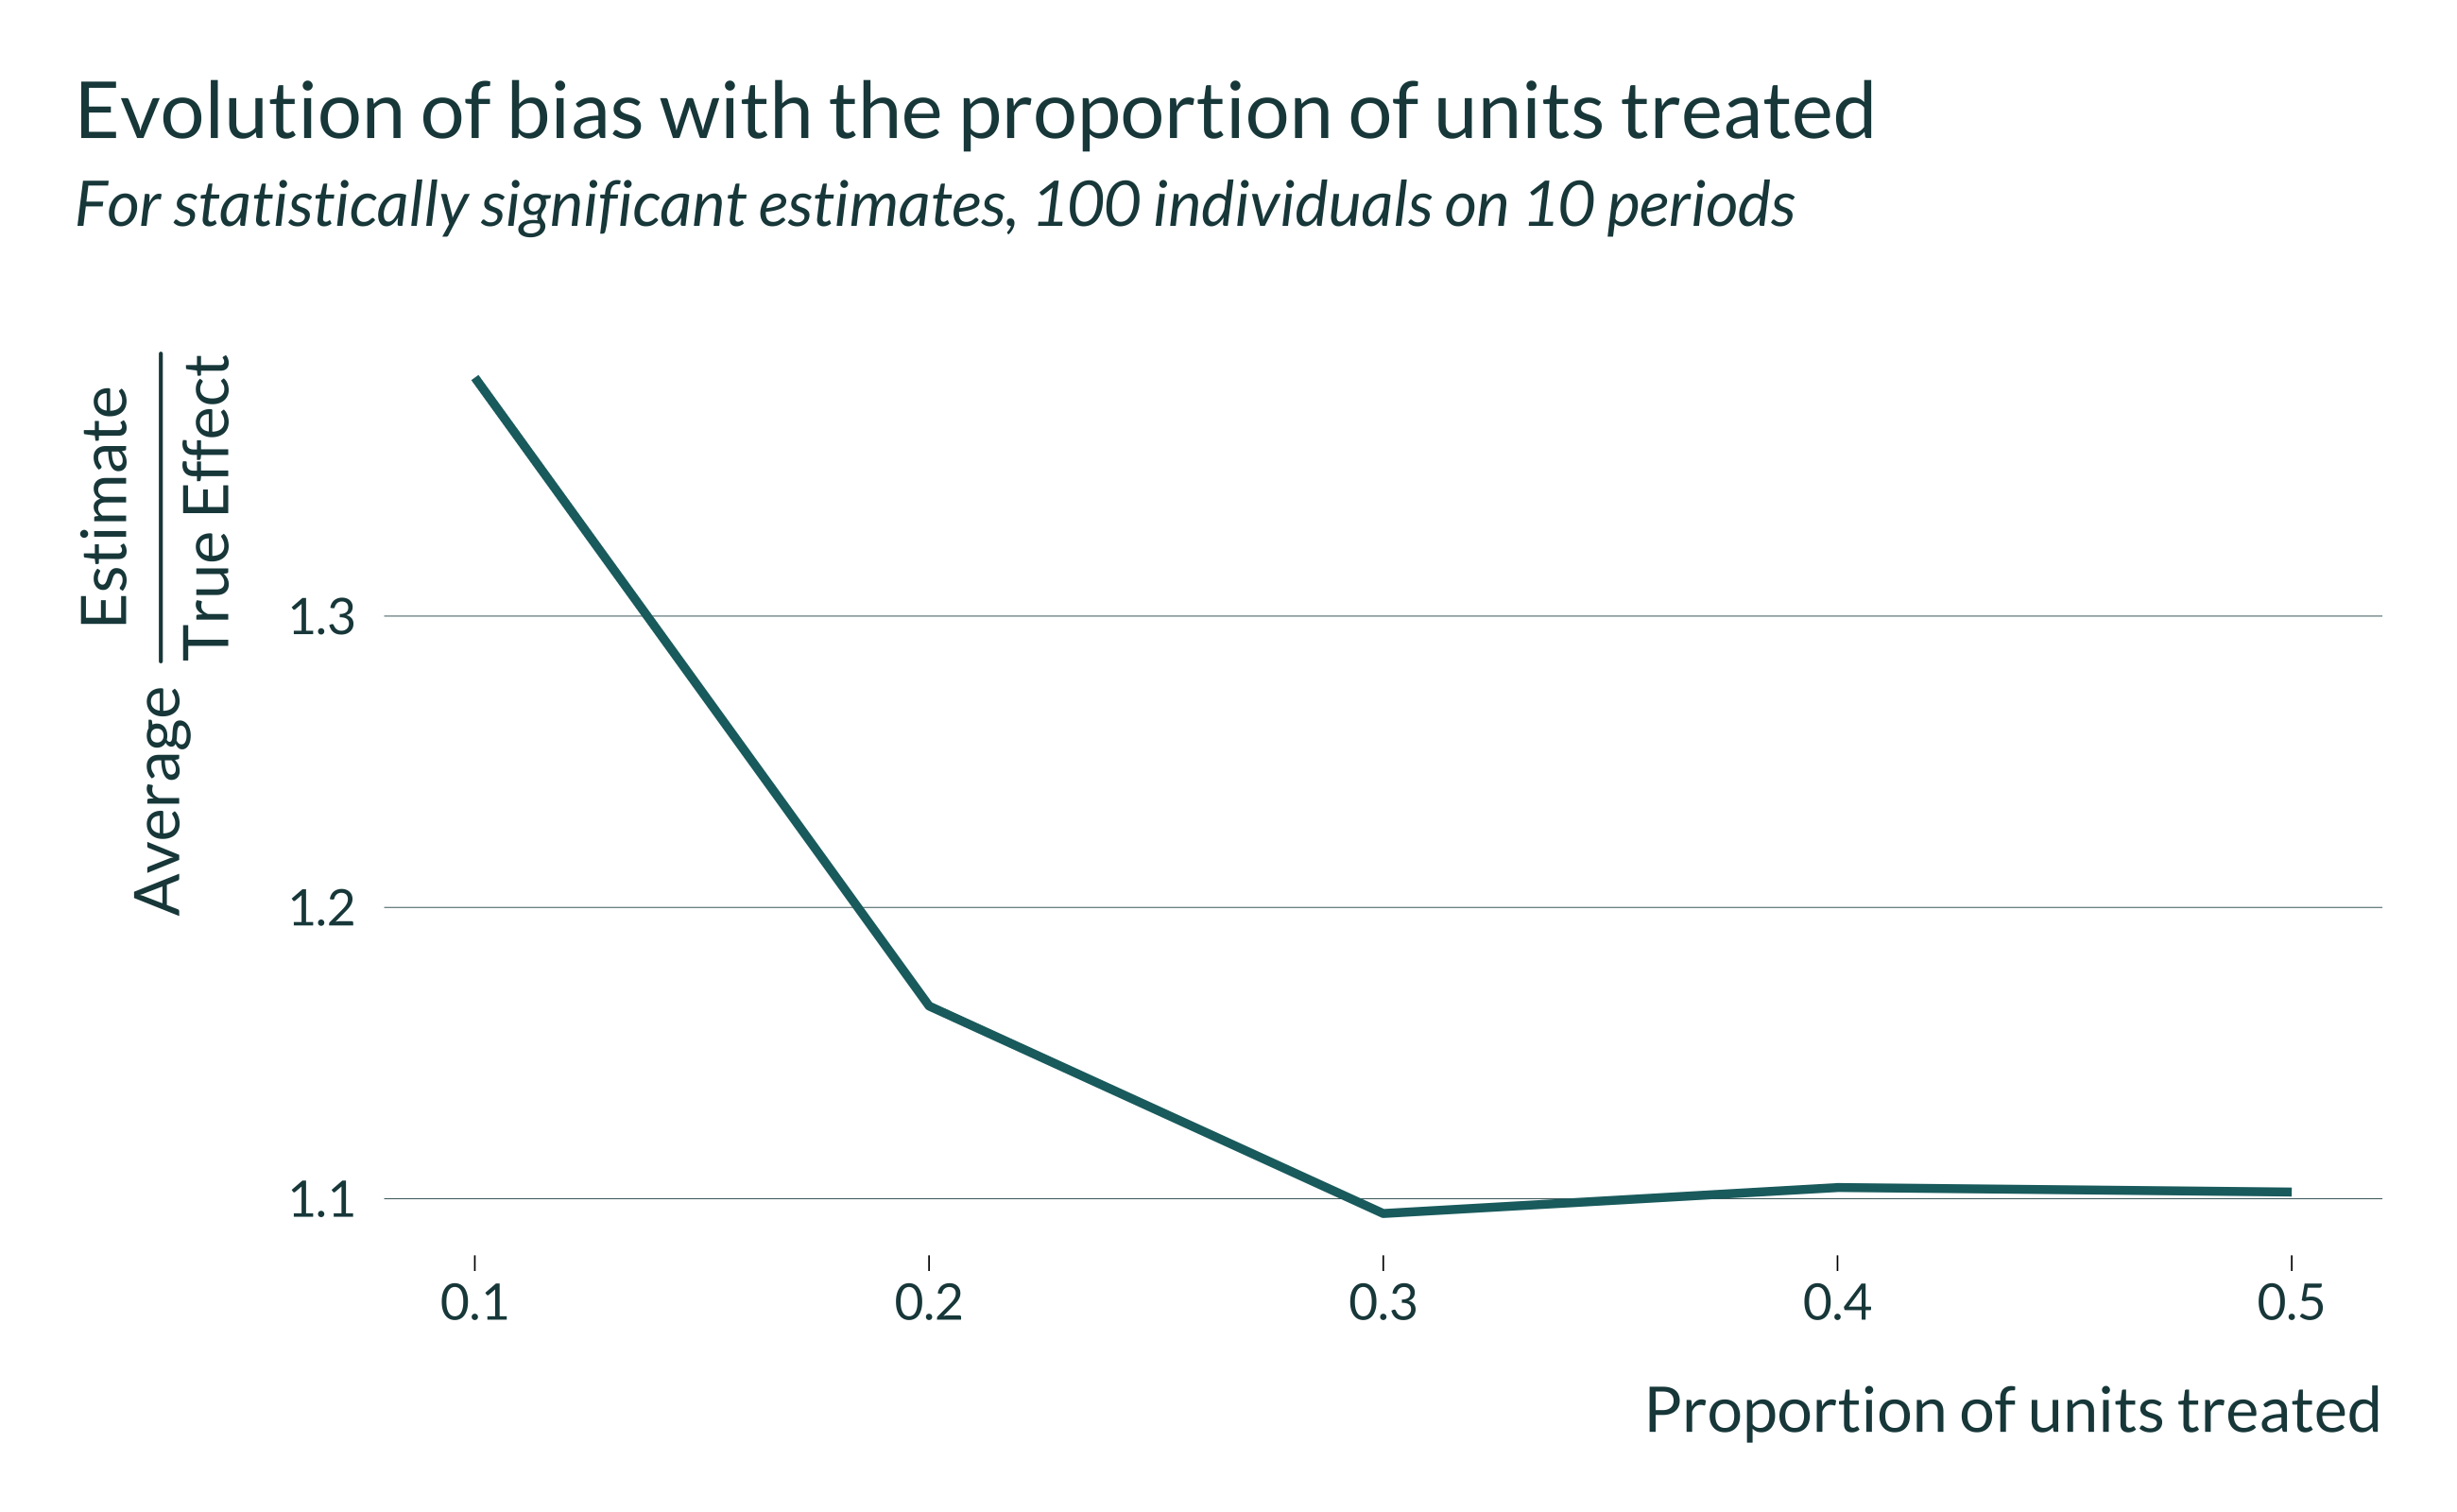 Evolution of bias with the proportion of units treated
For statistically significant estimates, 100 individuals on 10 periods
Average
Estimate
True Effect
1.3
1.2
1.1
0.1
0.2
0.3
0.4
0.5
Proportion of units treated